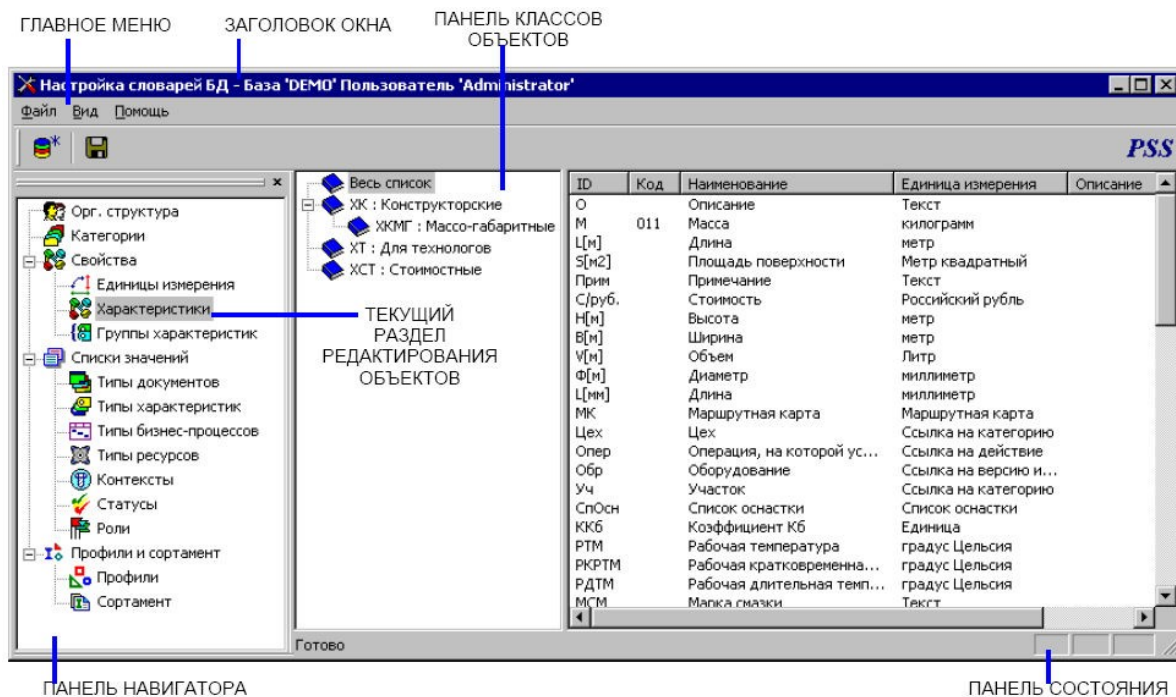 ГЛАВНОЕ МЕНЮ
ЗАГОЛОВОК ОКНА
ПАНЕЛЬ КЛАССОВ
ОБЪЕКТОВ
Настройка словарей БД - База 'DEMO' Пользователь 'Administrator'
Файл Вид Помощь
PSS
Орг. структура
Категории
Свойства
Единицы измерения
Характеристики
Группы характеристик
Списки значений
Типы документов
Типы характеристик
Типы бизнес-процессов
Типы ресурсов
Контексты
Статусы
Роли
Профили и сортамент
Профили
Сортамент
Весь список
ХК : Конструкторские
ХКМГ : Массо-габаритные
ХТ : Для технологов
ХСТ : Стоимостные
ТЕКУЩИЙ
РАЗДЕЛ
РЕДАКТИРОВАНИЯ
ОБЪЕКТОВ
ID Код Наименование Единица измерения Описание
О Описание Текст
М 011 Масса килограмм
L[м] Длина метр
S[м2] Площадь поверхности Метр квадратный
Прим Примечание Текст
С/руб. Стоимость Российский рубль
Н[м] Высота метр
В[м] Ширина метр
V[м] Объем Литр
Ф[м] Диаметр миллиметр
L[мм] Длина миллиметр
МК Маршрутная карта Маршрутная карта
Цех Цех Ссылка на категорию
Опер Операция, на которой ус... Ссылка на действие
Обр Оборудование Ссылка на версию и...
Уч Участок Ссылка на категорию
СпОсн Список оснастки Список оснастки
ККб Коэффициент Кб Единица
РТМ Рабочая температура градус Цельсия
РКРТМ Рабочая кратковременна... градус Цельсия
РДТМ Рабочая длительная темп... градус Цельсия
МСМ Марка смазки Текст
Готово
ПАНЕЛЬ НАВИГАТОРА
ПАНЕЛЬ СОСТОЯНИЯ